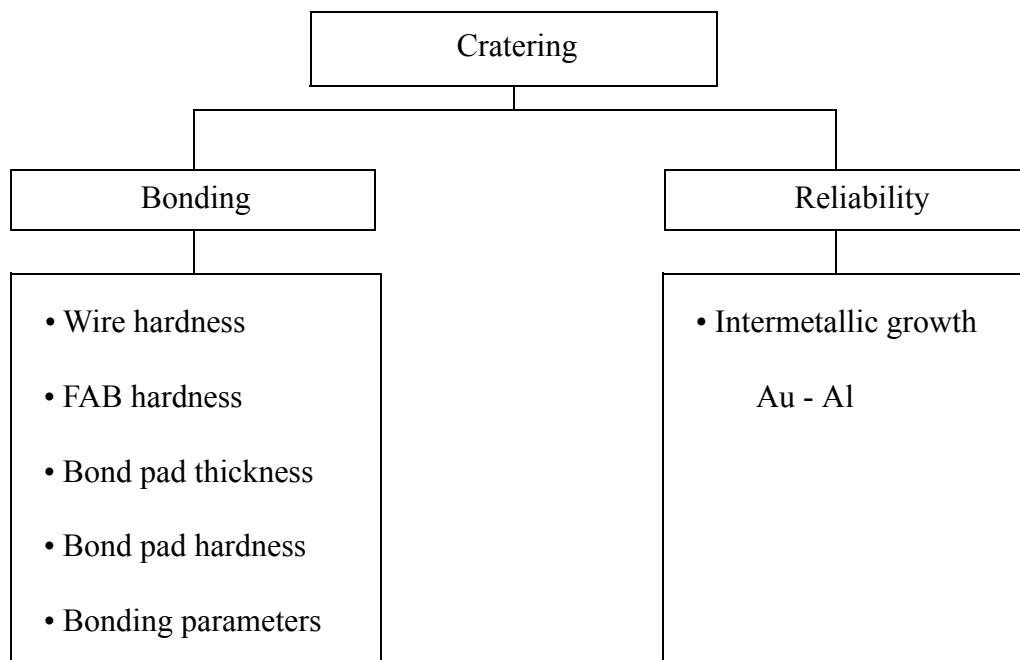 Cratering
Bonding
Reliability
• Wire hardness
• FAB hardness
• Bond pad thickness
• Bond pad hardness
• Bonding parameters
• Intermetallic growth
Au - Al